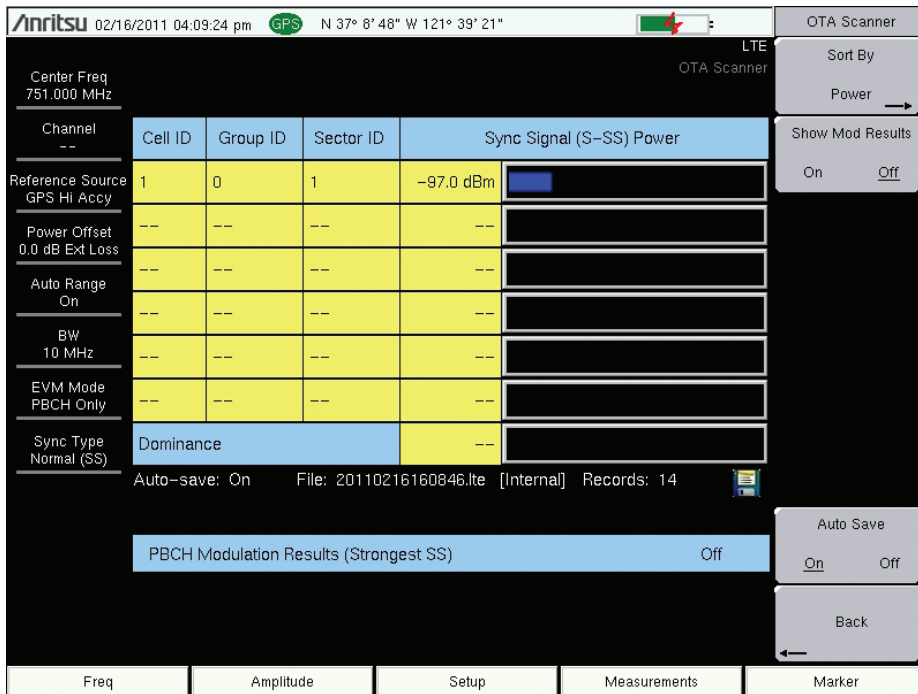 Anritsu 02/16/2011 04:09:24 pm GPS N 37° 8' 48" W 121° 39' 21"
LTE
OTA Scanner
Center Freq
751.000 MHz
Channel
--
Reference Source
GPS Hi Accy
Power Offset
0.0 dB Ext Loss
Auto Range
On
BW
10 MHz
EVM Mode
PBCH Only
Sync Type
Normal (SS)
Cell ID Group ID Sector ID Sync Signal (S-SS) Power
1 0 1 -97.0 dBm
-- -- -- --
-- -- -- --
-- -- -- --
-- -- -- --
-- -- -- --
Dominance --
Auto-save: On File: 20110216160846.lte [Internal] Records: 14
PBCH Modulation Results (Strongest SS) Off
OTA Scanner
Sort By
Power
Show Mod Results
On Off
Auto Save
On Off
Back
Freq Amplitude Setup Measurements Marker